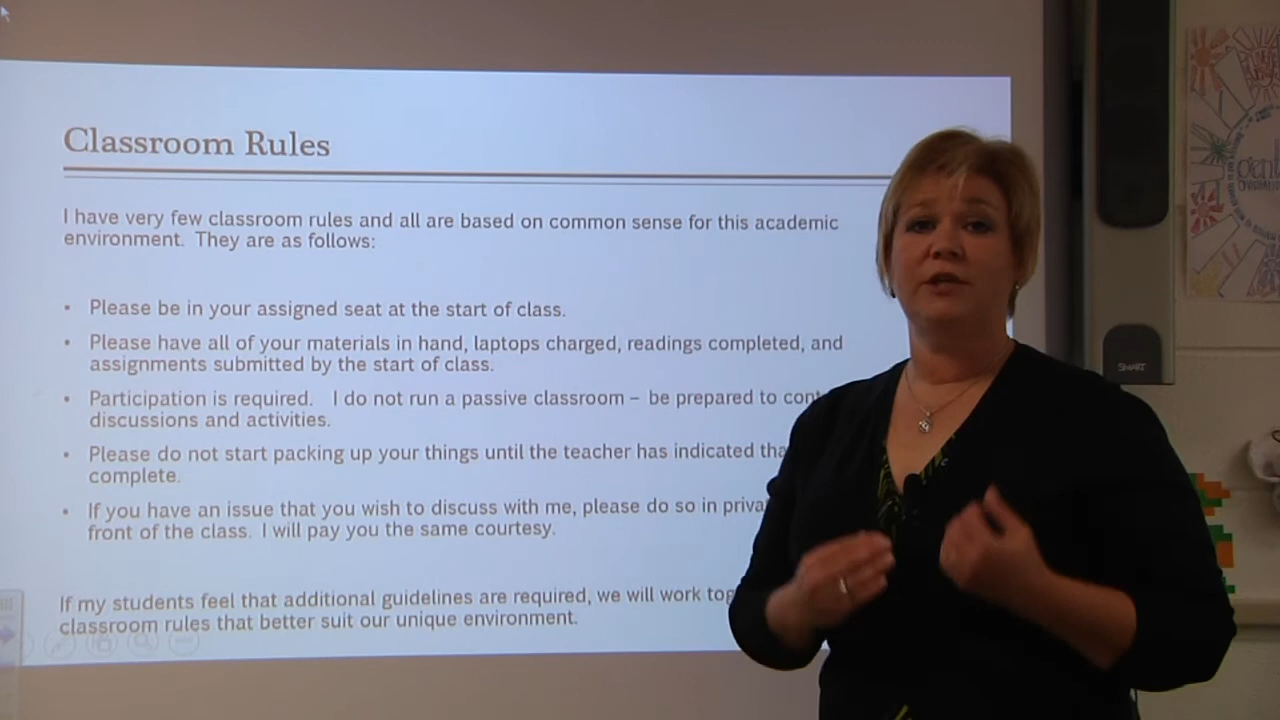 Classroom Rules
I have very few classroom rules and all are based on common sense for this academic
environment. They are as follows:
• Please be in your assigned seat at the start of class.
• Please have all of your materials in hand, laptops charged, readings completed, and
assignments submitted by the start of class.
• Participation is required. I do not run a passive classroom – be prepared to
discussions and activities.
• Please do not start packing up your things until the teacher has indicated
complete.
• If you have an issue that you wish to discuss with me, please do so in
front of the class. I will pay you the same courtesy.
If my students feel that additional guidelines are required, we will work
classroom rules that better suit our unique environment.
SMART